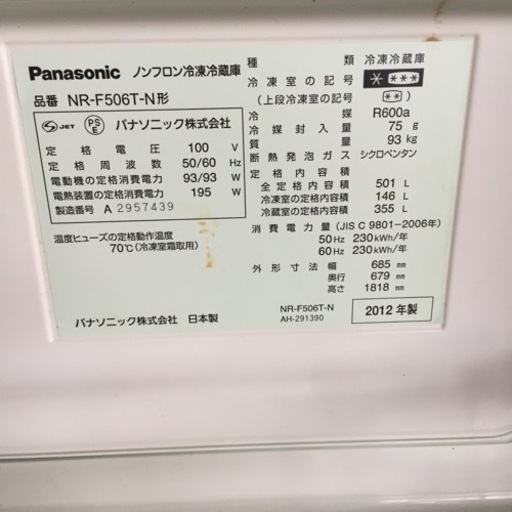 Panasonic ノンフロン冷凍冷蔵庫
品番 NR-F506T-N形
S JET PS E パナソニック株式会社
定格電圧 100 V
定格周波数 50/60 Hz
電動機の定格消費電力 93/93 W
電熱装置の定格消費電力 195 W
製造番号 A 2957439
温度ヒューズの定格動作温度
70℃(冷凍室霜取用)
パナソニック株式会社 日本製
種類 冷凍冷蔵庫
冷凍室の記号 * ***
(上段冷凍室の記号 ** )
冷媒 R600a
冷媒封入量 75 g
質量 93 kg
断熱発泡ガス シクロペンタン
定格内容積
全定格内容積 501 L
冷凍室の定格内容積 146 L
冷蔵室の定格内容積 355 L
消費電力量 (JIS C 9801-2006年)
50Hz 230kWh/年
60Hz 230kWh/年
外形寸法 幅 685 mm
奥行 679 mm
高さ 1818 mm
NR-F506T-N
AH-291390
2012年製